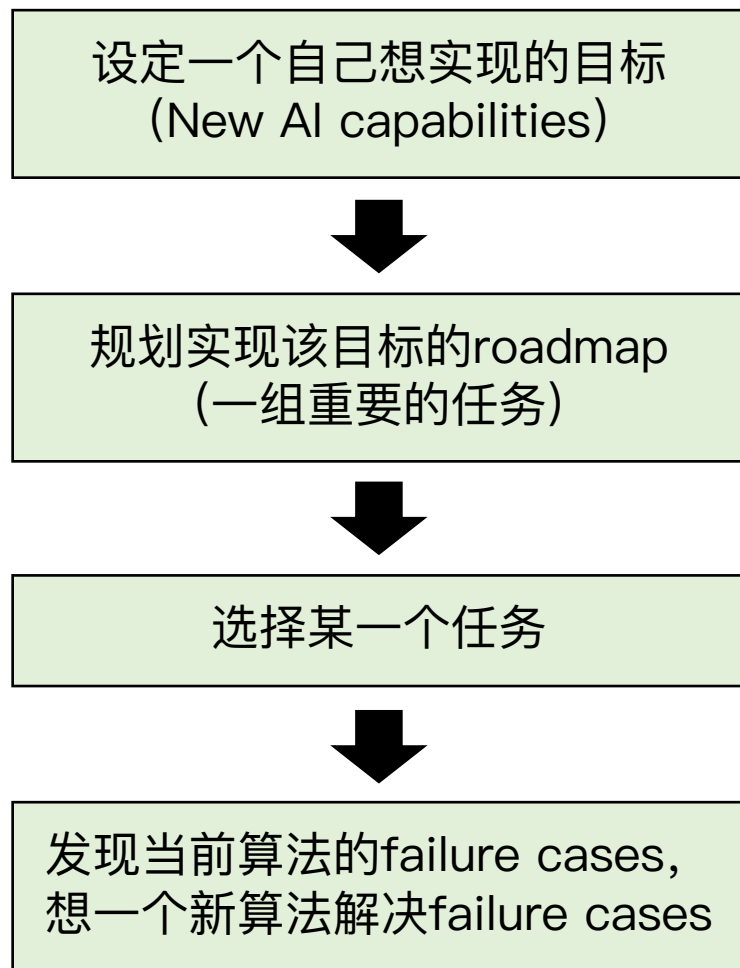 设定一个自己想实现的目标
（New AI capabilities）
规划实现该目标的roadmap
（一组重要的任务）
选择某一个任务
发现当前算法的failure cases，
想一个新算法解决failure cases